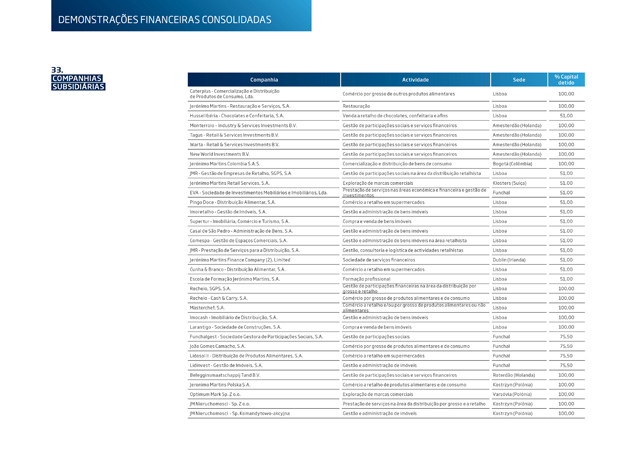 DEMONSTRAÇÕES FINANCEIRAS CONSOLIDADAS
33.
COMPANHIAS
SUBSIDIÁRIAS
Companhia Actividade Sede % Capital detido
Caterplus - Comercialização e Distribuição de Produtos de Consumo, Lda. Comércio por grosso de outros produtos alimentares Lisboa 100,00
Jerónimo Martins - Restauração e Serviços, S.A. Restauração Lisboa 100,00
Hussel Ibéria - Chocolates e Confeitaria, S.A. Venda a retalho de chocolates, confeitaria e afins Lisboa 51,00
Monterroio - Industry & Services Investments B.V. Gestão de participações sociais e serviços financeiros Amesterdão (Holanda) 100,00
Tagus - Retail & Services Investments B.V. Gestão de participações sociais e serviços financeiros Amesterdão (Holanda) 100,00
Warta - Retail & Services Investments B.V. Gestão de participações sociais e serviços financeiros Amesterdão (Holanda) 100,00
New World Investments B.V. Gestão de participações sociais e serviços financeiros Amesterdão (Holanda) 100,00
Jerónimo Martins Colombia S.A.S. Comercialização e distribuição de bens de consumo Bogotá (Colômbia) 100,00
JMR - Gestão de Empresas de Retalho, SGPS, S.A. Gestão de participações sociais na área da distribuição retalhista Lisboa 51,00
Jerónimo Martins Retail Services, S.A. Exploração de marcas comerciais Klosters (Suíça) 51,00
EVA - Sociedade de Investimentos Mobiliários e Imobiliários, Lda. Prestação de serviços nas áreas económica e financeira e gestão de investimentos Funchal 51,00
Pingo Doce - Distribuição Alimentar, S.A. Comércio a retalho em supermercados Lisboa 51,00
Imoretalho - Gestão de Imóveis, S.A. Gestão e administração de bens imóveis Lisboa 51,00
Supertur - Imobiliária, Comércio e Turismo, S.A. Compra e venda de bens imóveis Lisboa 51,00
Casal de São Pedro - Administração de Bens, S.A. Gestão e administração de bens imóveis Lisboa 51,00
Comespa - Gestão de Espaços Comerciais, S.A. Gestão e administração de bens imóveis na área retalhista Lisboa 51,00
JMR - Prestação de Serviços para a Distribuição, S.A. Gestão, consultoria e logística de actividades retalhistas Lisboa 51,00
Jerónimo Martins Finance Company (2), Limited Sociedade de serviços financeiros Dublin (Irlanda) 51,00
Cunha & Branco - Distribuição Alimentar, S.A. Comércio a retalho em supermercados Lisboa 51,00
Escola de Formação Jerónimo Martins, S.A. Formação profissional Lisboa 51,00
Recheio, SGPS, S.A. Gestão de participações financeiras na área da distribuição por grosso e retalho Lisboa 100,00
Recheio - Cash & Carry, S.A. Comércio por grosso de produtos alimentares e de consumo Lisboa 100,00
Masterchef, S.A. Comércio a retalho e/ou por grosso de produtos alimentares ou não alimentares Lisboa 100,00
Imocash - Imobiliário de Distribuição, S.A. Gestão e administração de bens imóveis Lisboa 100,00
Larantigo - Sociedade de Construções, S.A. Compra e venda de bens imóveis Lisboa 100,00
Funchalgest - Sociedade Gestora de Participações Sociais, S.A. Gestão de participações sociais Funchal 75,50
João Gomes Camacho, S.A. Comércio por grosso de produtos alimentares e de consumo Funchal 75,50
Lidosol II - Distribuição de Produtos Alimentares, S.A. Comércio a retalho em supermercados Funchal 75,50
Lidinvest - Gestão de Imóveis, S.A. Gestão e administração de imóveis Funchal 75,50
Belegginsmaatschappij Tand B.V. Gestão de participações sociais e serviços financeiros Roterdão (Holanda) 100,00
Jeronimo Martins Polska S.A. Comércio a retalho de produtos alimentares e de consumo Kostrzyn (Polónia) 100,00
Optimum Mark Sp. Z o.o. Exploração de marcas comerciais Varsóvia (Polónia) 100,00
JM Nieruchomosci - Sp. Z o.o. Prestação de serviços na área da distribuição por grosso e a retalho Kostrzyn (Polónia) 100,00
JM Nieruchomosci - Sp. Komandytowo-akcyjna Gestão e administração de imóveis Kostrzyn (Polónia) 100,00